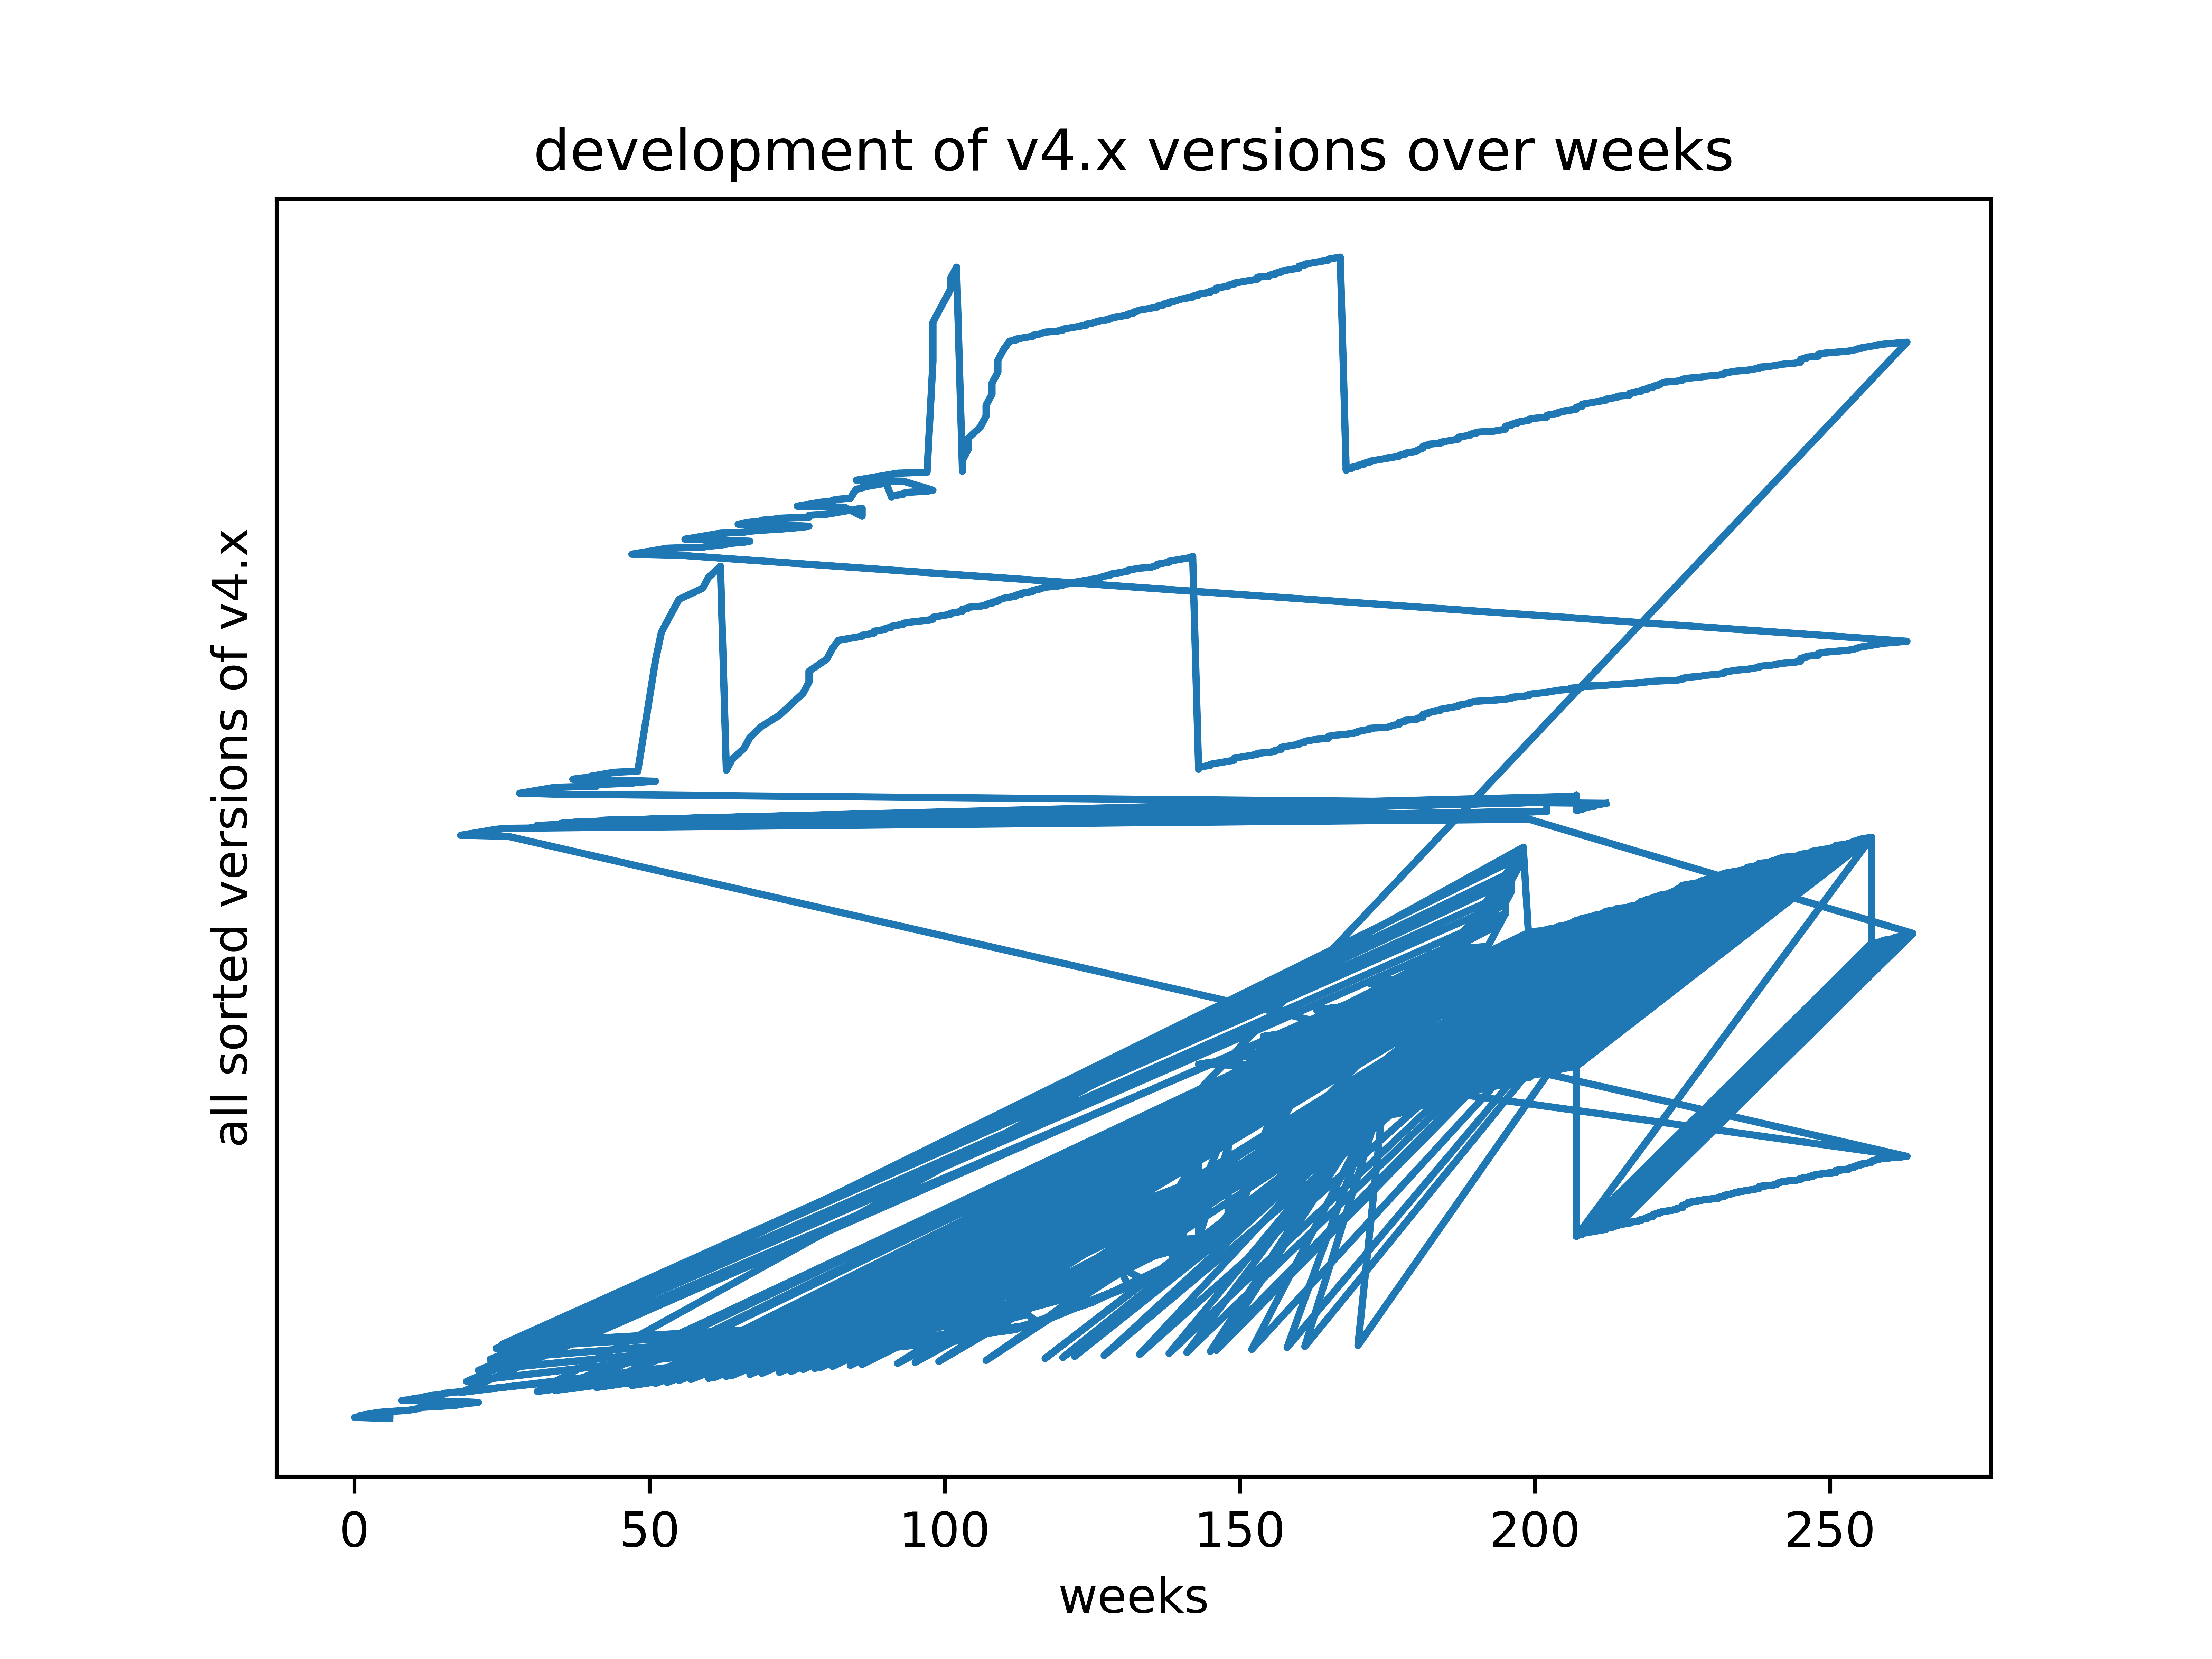 development of v4.x versions over weeks
all sorted versions of v4.x
0 50 100 150 200 250
weeks